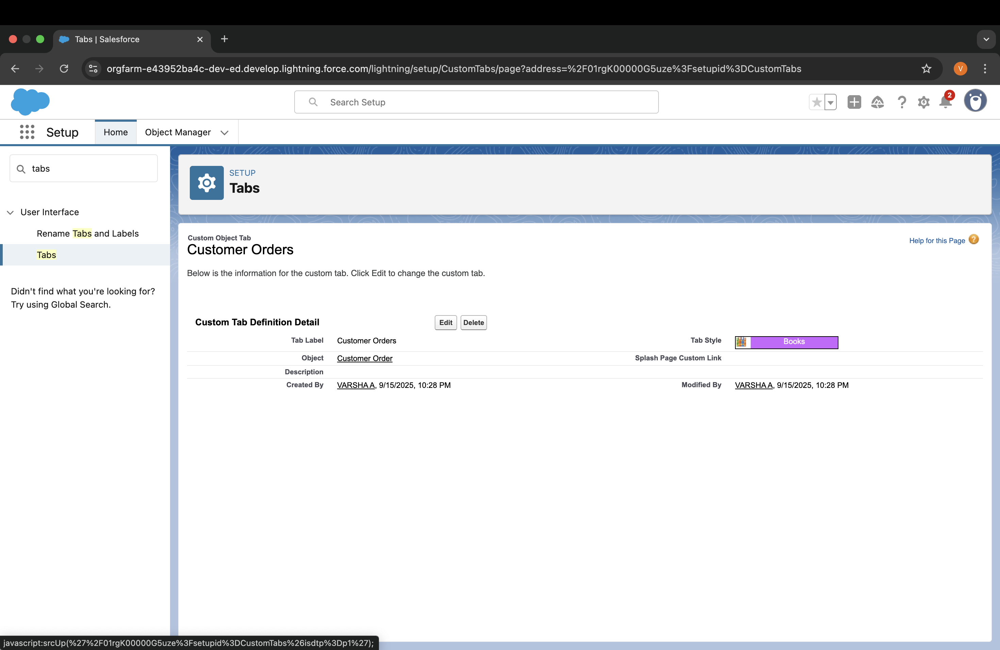 Tabs | Salesforce
orgfarm-e43952ba4c-dev-ed.develop.lightning.force.com/lightning/setup/CustomTabs/page?address=%2F01rgK00000G5uze%3Fsetupid%3DCustomTabs
V
Search Setup
2
Setup
Home
Object Manager
tabs
User Interface
Rename Tabs and Labels
Tabs
Didn't find what you're looking for?
Try using Global Search.
SETUP
Tabs
Custom Object Tab
Customer Orders
Help for this Page
Below is the information for the custom tab. Click Edit to change the custom tab.
Custom Tab Definition Detail
Edit
Delete
Tab Label Customer Orders
Tab Style Books
Object Customer Order
Splash Page Custom Link
Description
Created By VARSHA A, 9/15/2025, 10:28 PM
Modified By VARSHA A, 9/15/2025, 10:28 PM
javascript:srcUp(%27%2F01rgK00000G5uze%3Fsetupid%3DCustomTabs%26isdtp%3Dp1%27);